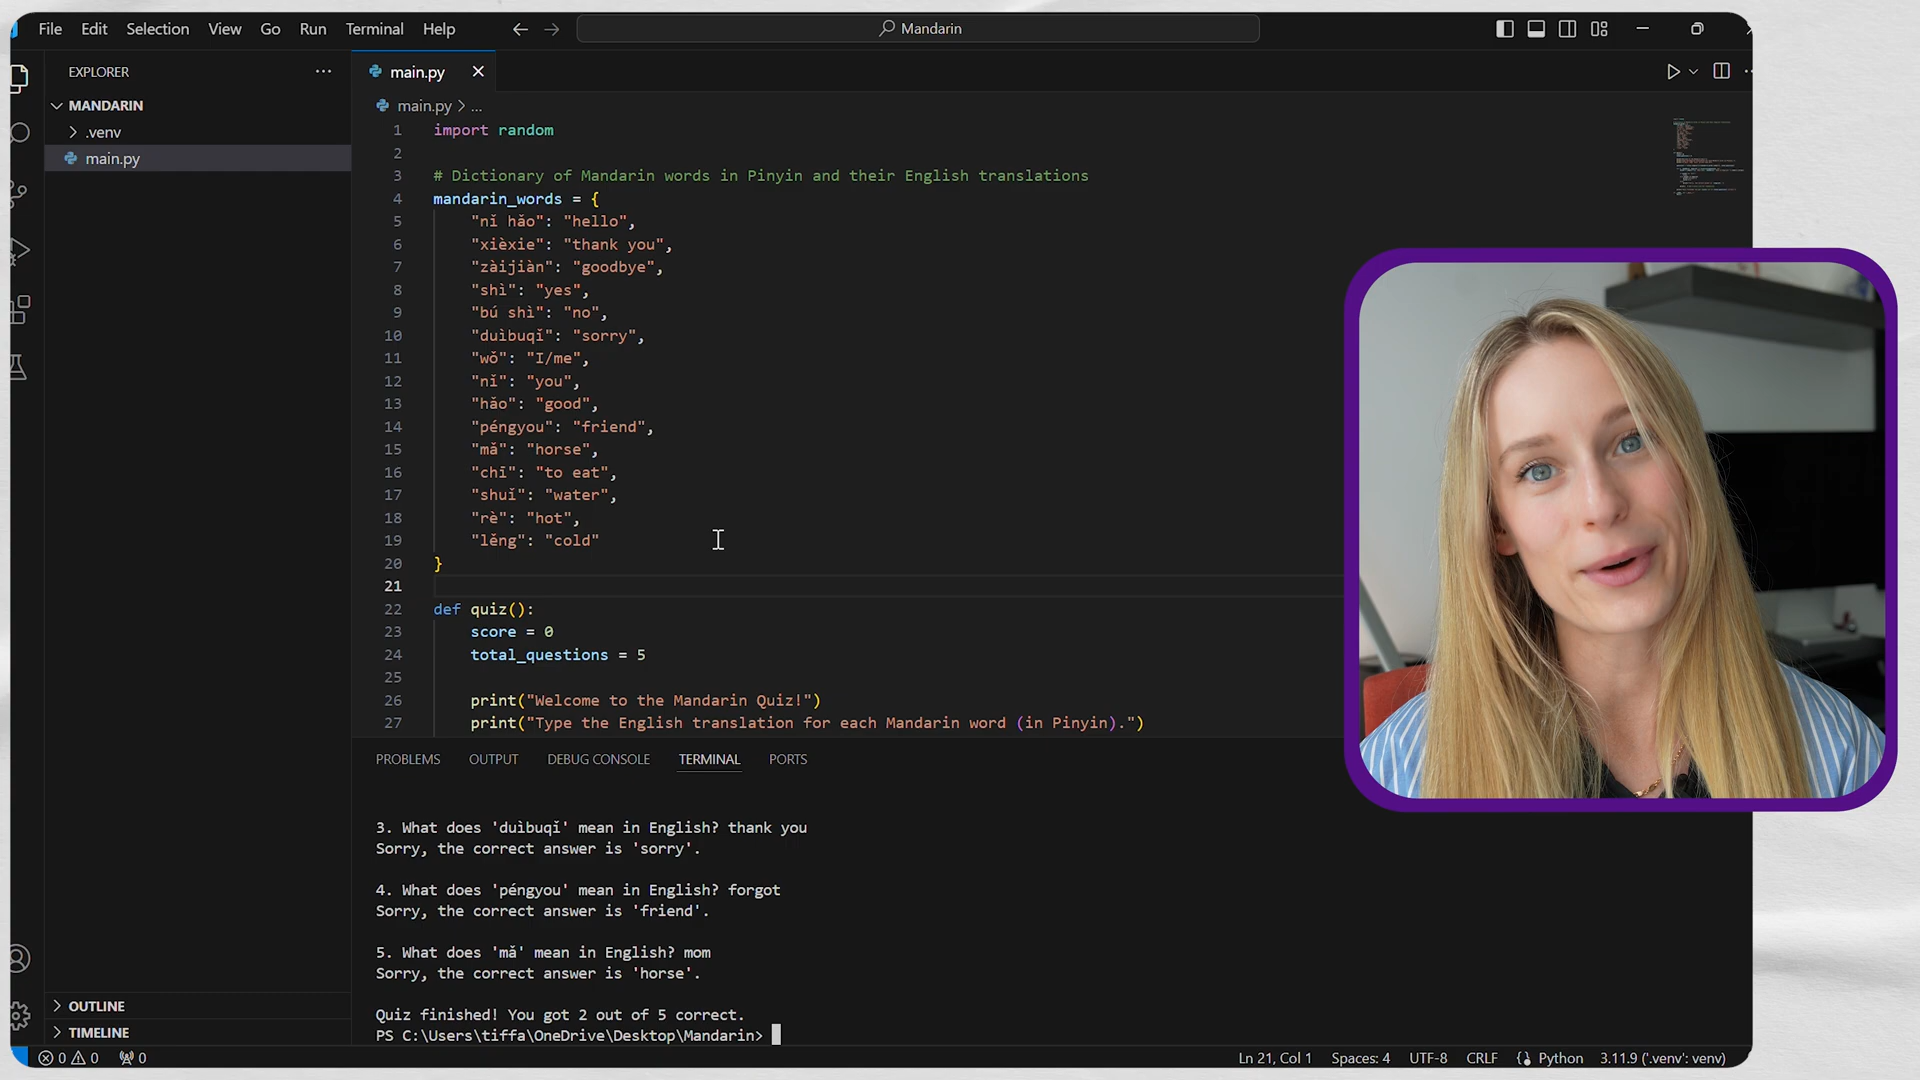 File Edit Selection View Go Run Terminal Help
Mandarin
EXPLORER
MANDARIN
.venv
main.py
OUTLINE
TIMELINE
main.py
main.py > ...
1 import random
2
3 # Dictionary of Mandarin words in Pinyin and their English translations
4 mandarin_words = {
5 "nǐ hǎo": "hello",
6 "xièxie": "thank you",
7 "zàijiàn": "goodbye",
8 "shì": "yes",
9 "bú shì": "no",
10 "duìbuqǐ": "sorry",
11 "wǒ": "I/me",
12 "nǐ": "you",
13 "hǎo": "good",
14 "péngyou": "friend",
15 "mǎ": "horse",
16 "chī": "to eat",
17 "shuǐ": "water",
18 "rè": "hot",
19 "lěng": "cold"
20 }
21
22 def quiz():
23 score = 0
24 total_questions = 5
25
26 print("Welcome to the Mandarin Quiz!")
27 print("Type the English translation for each Mandarin word (in Pinyin).")
PROBLEMS OUTPUT DEBUG CONSOLE TERMINAL PORTS
3. What does 'duìbuqǐ' mean in English? thank you
Sorry, the correct answer is 'sorry'.
4. What does 'péngyou' mean in English? forgot
Sorry, the correct answer is 'friend'.
5. What does 'mǎ' mean in English? mom
Sorry, the correct answer is 'horse'.
Quiz finished! You got 2 out of 5 correct.
PS C:\Users\tiffa\OneDrive\Desktop\Mandarin>
0 0 0 Ln 21, Col 1 Spaces: 4 UTF-8 CRLF Python 3.11.9 ('.venv': venv)